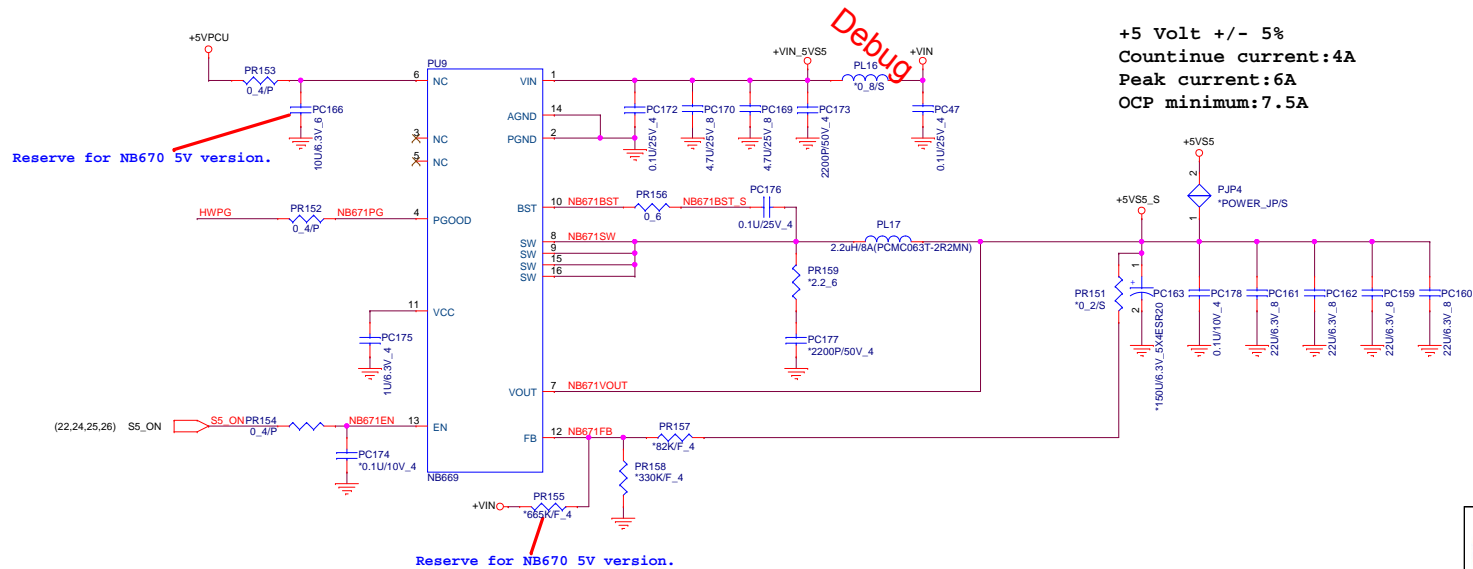 +5 Volt +/- 5%
Countinue current:4A
Peak current:6A
OCP minimum:7.5A
Debug
+5VPCU
PR153
0_4/P
PC166
10U/6.3V_6
Reserve for NB670 5V version.
PU9
6 NC
3 NC
5 NC
VIN 1
AGND 14
PGND 2
+VIN_5VS5
PL16
*0_8/S
+VIN
PC172
0.1U/25V_4
PC170
4.7U/25V_8
PC169
4.7U/25V_8
PC173
2200P/50V_4
PC47
0.1U/25V_4
HWPG
PR152
0_4/P
NB671PG
4 PGOOD
BST 10 NB671BST
PR156
0_6
NB671BST_S
PC176
0.1U/25V_4
SW 8 NB671SW
SW 9
SW 15
SW 16
PL17
2.2uH/8A(PCMC063T-2R2MN)
PR159
*2.2_6
PC177
*2200P/50V_4
+5VS5
2
PJP4
*POWER_JP/S
1
+5VS5_S
PR151
*0_2/S
1
+
2
PC163
*150U/6.3V_5X4ESR20
PC178
0.1U/10V_4
PC161
22U/6.3V_8
PC162
22U/6.3V_8
PC159
22U/6.3V_8
PC160
22U/6.3V_8
11 VCC
PC175
1U/6.3V_4
VOUT 7 NB671VOUT
(22,24,25,26) S5_ON
S5_ON
PR154
0_4/P
NB671EN
13 EN
PC174
*0.1U/10V_4
FB 12 NB671FB
PR157
*82K/F_4
PR158
*330K/F_4
NB669
+VIN
PR155
*665K/F_4
Reserve for NB670 5V version.